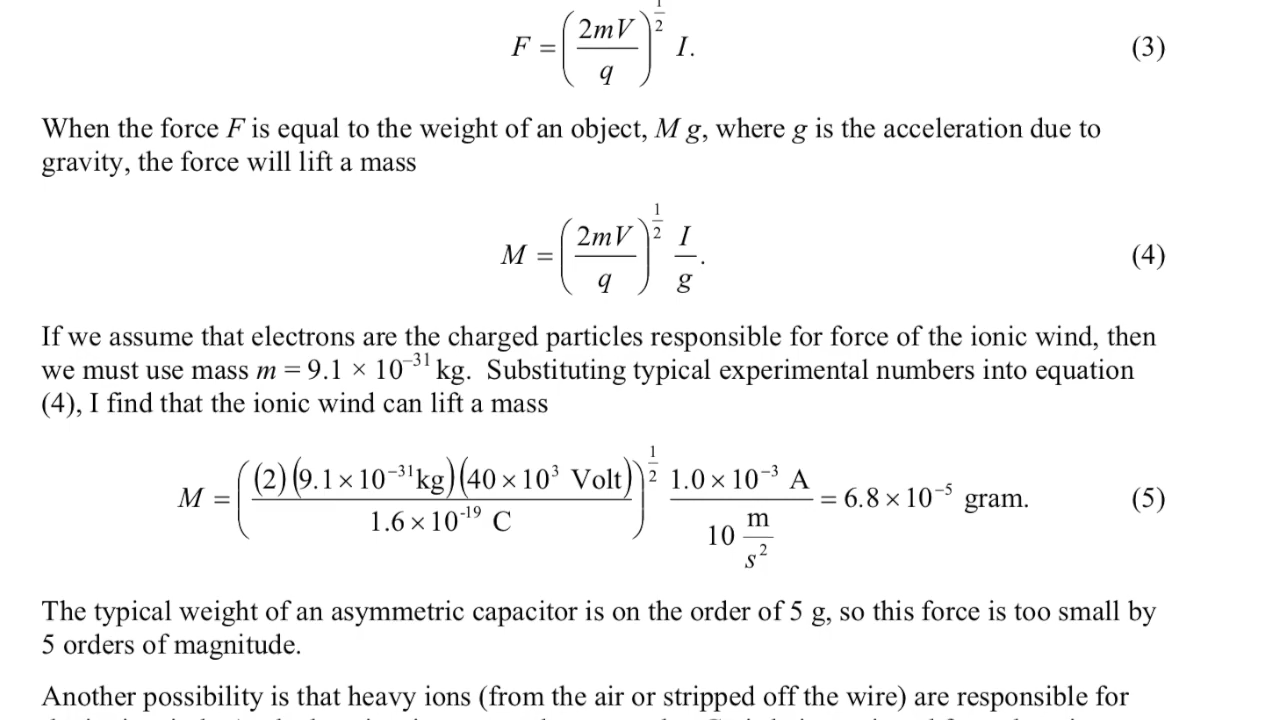 F = (2mV/q)^{1/2} I. (3)
When the force F is equal to the weight of an object, M g, where g is the acceleration due to
gravity, the force will lift a mass
M = (2mV/q)^{1/2} I/g. (4)
If we assume that electrons are the charged particles responsible for force of the ionic wind, then
we must use mass m = 9.1 × 10^{-31} kg. Substituting typical experimental numbers into equation
(4), I find that the ionic wind can lift a mass
M = ((2)(9.1×10^{-31}kg)(40×10^{3} Volt)/1.6×10^{-19} C)^{1/2} 1.0×10^{-3} A/10 m/s^{2} = 6.8×10^{-5} gram. (5)
The typical weight of an asymmetric capacitor is on the order of 5 g, so this force is too small by
5 orders of magnitude.
Another possibility is that heavy ions (from the air or stripped off the wire) are responsible for